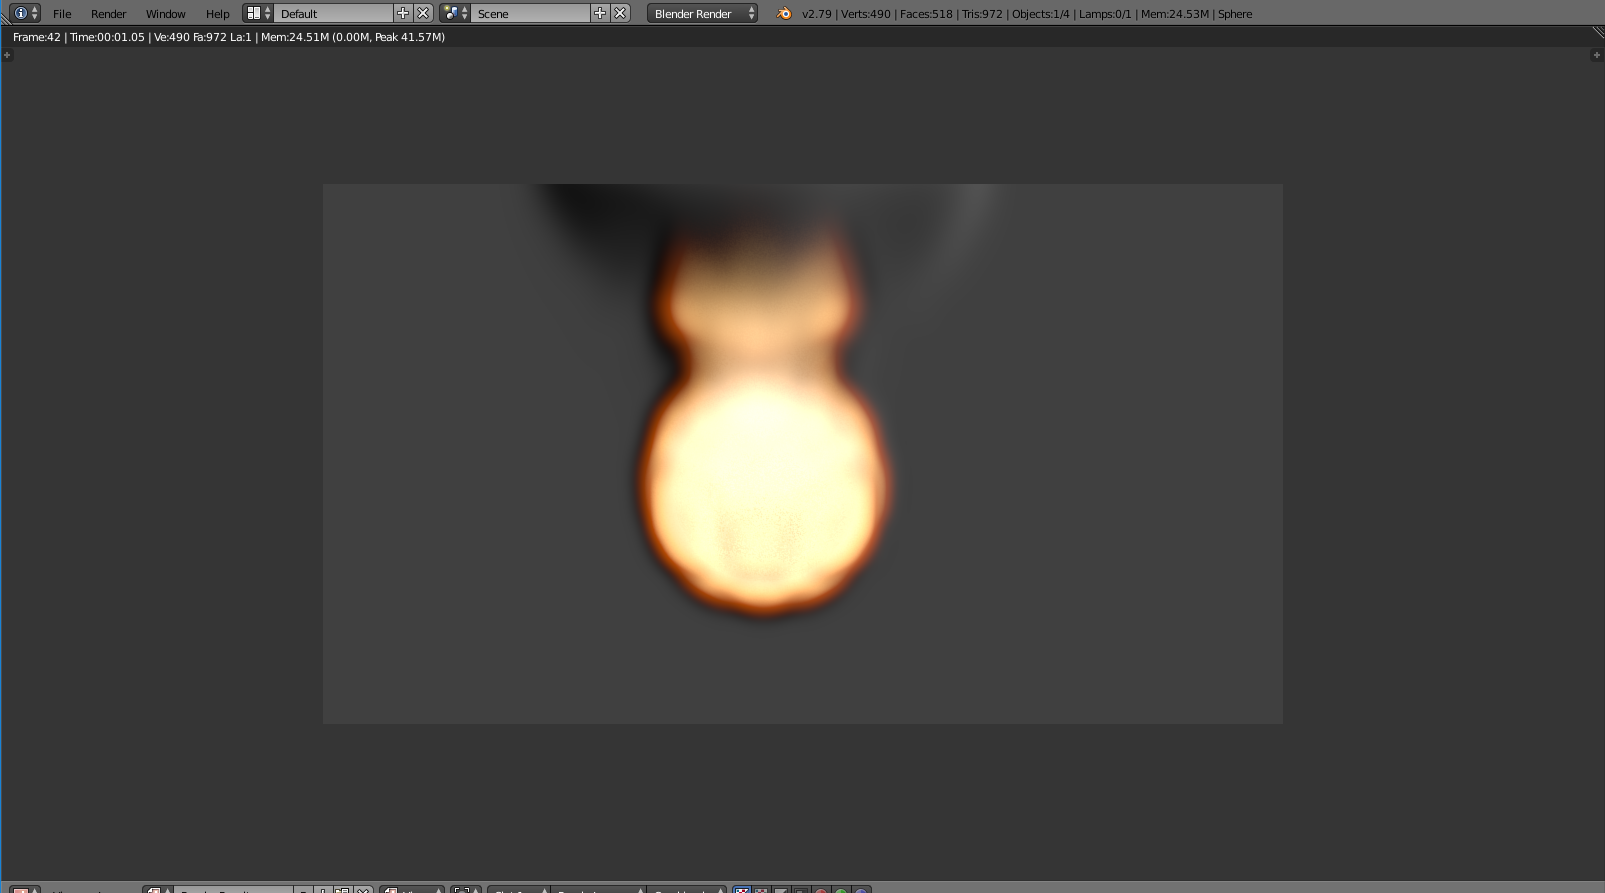 File Render Window Help Default Scene Blender Render v2.79 | Verts:490 | Faces:518 | Tris:972 | Objects:1/4 | Lamps:0/1 | Mem:24.53M | Sphere
Frame:42 | Time:00:01.05 | Ve:490 Fa:972 La:1 | Mem:24.51M (0.00M, Peak 41.57M)